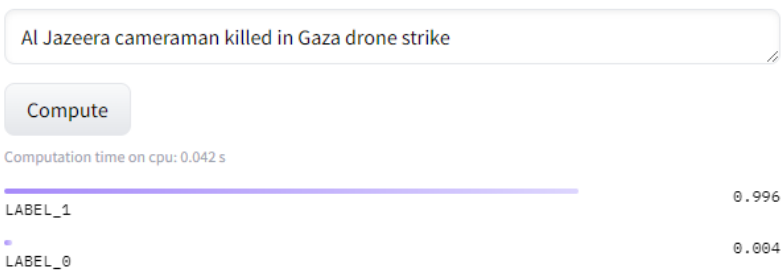 Al Jazeera cameraman killed in Gaza drone strike
Compute
Computation time on cpu: 0.042 s
0.996
LABEL_1
0.004
LABEL_0